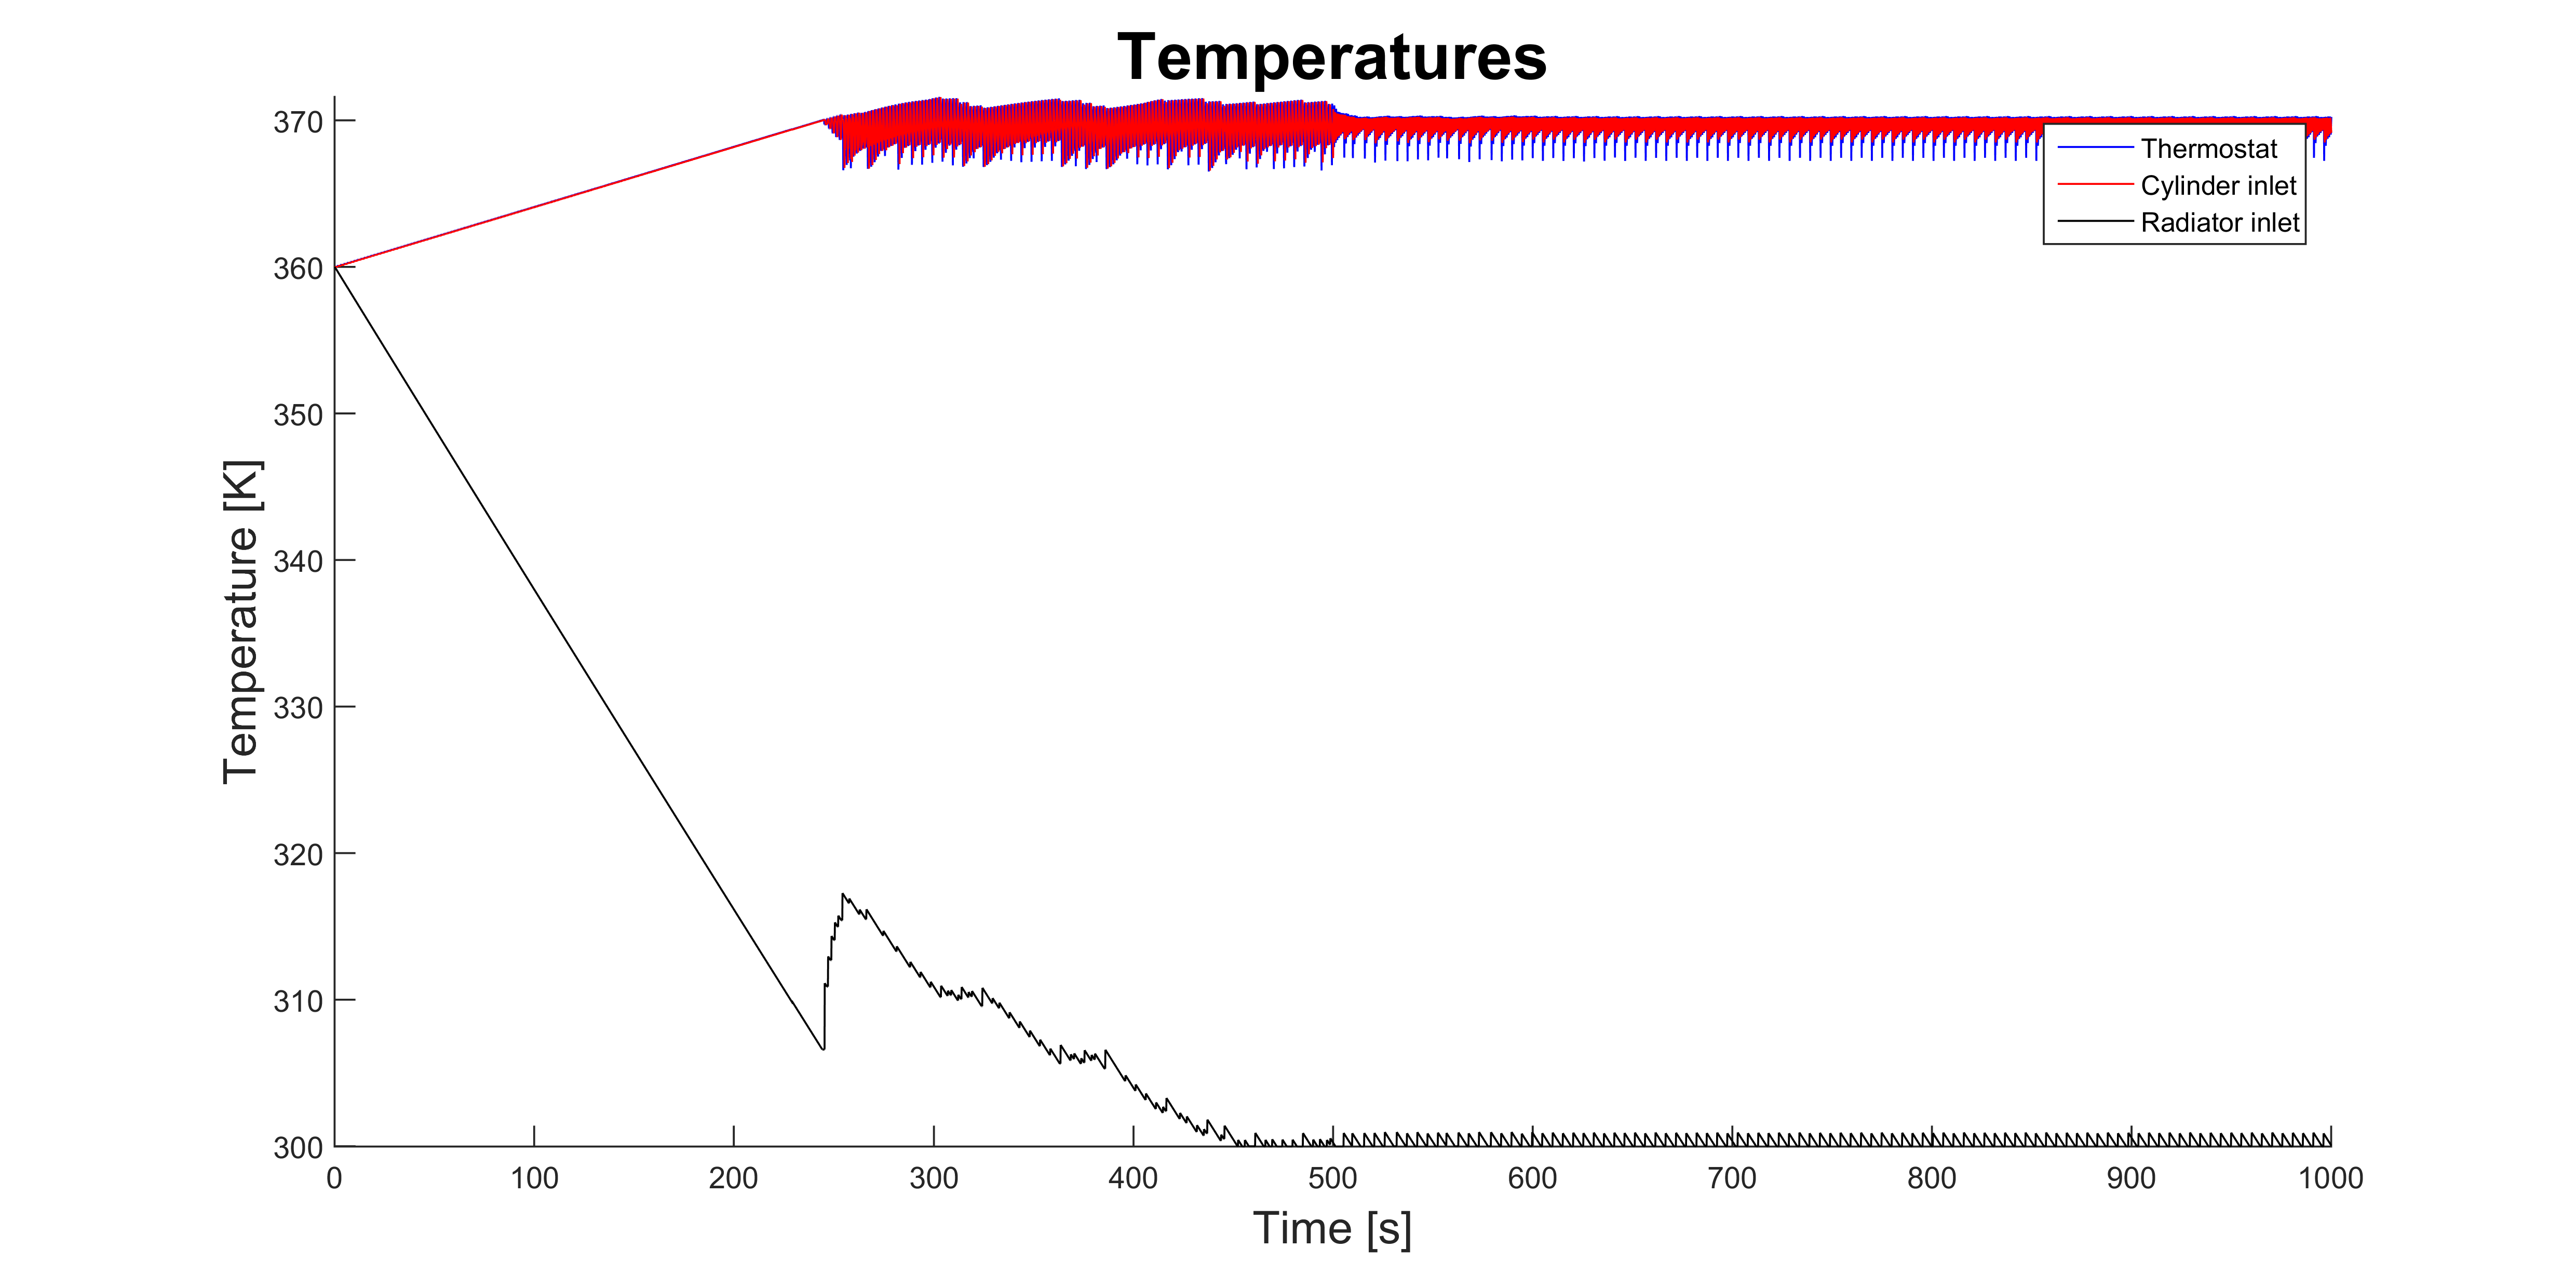 Temperatures
Temperature [K]
370
360
350
340
330
320
310
300
Thermostat
Cylinder inlet
Radiator inlet
0 100 200 300 400 500 600 700 800 900 1000
Time [s]